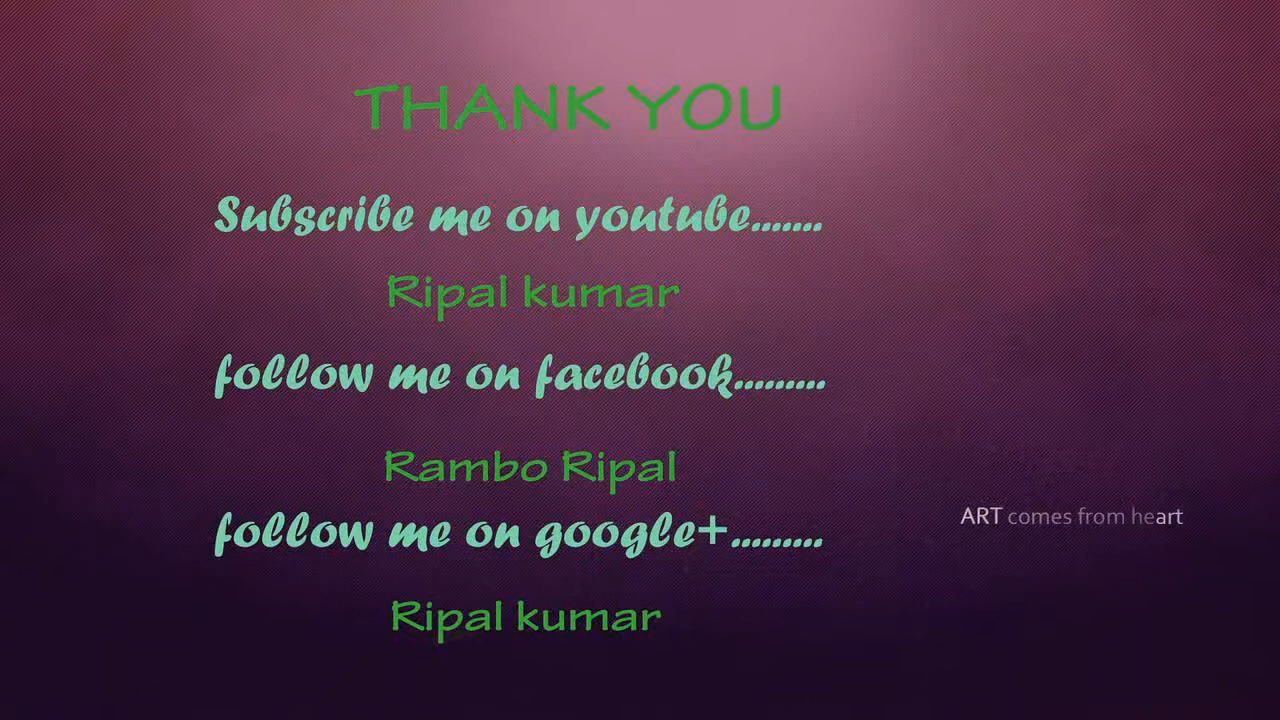 THANK YOU
Subscribe me on youtube.......
Ripal kumar
follow me on facebook.........
Rambo Ripal
follow me on google+.........
ART comes from heart
Ripal kumar